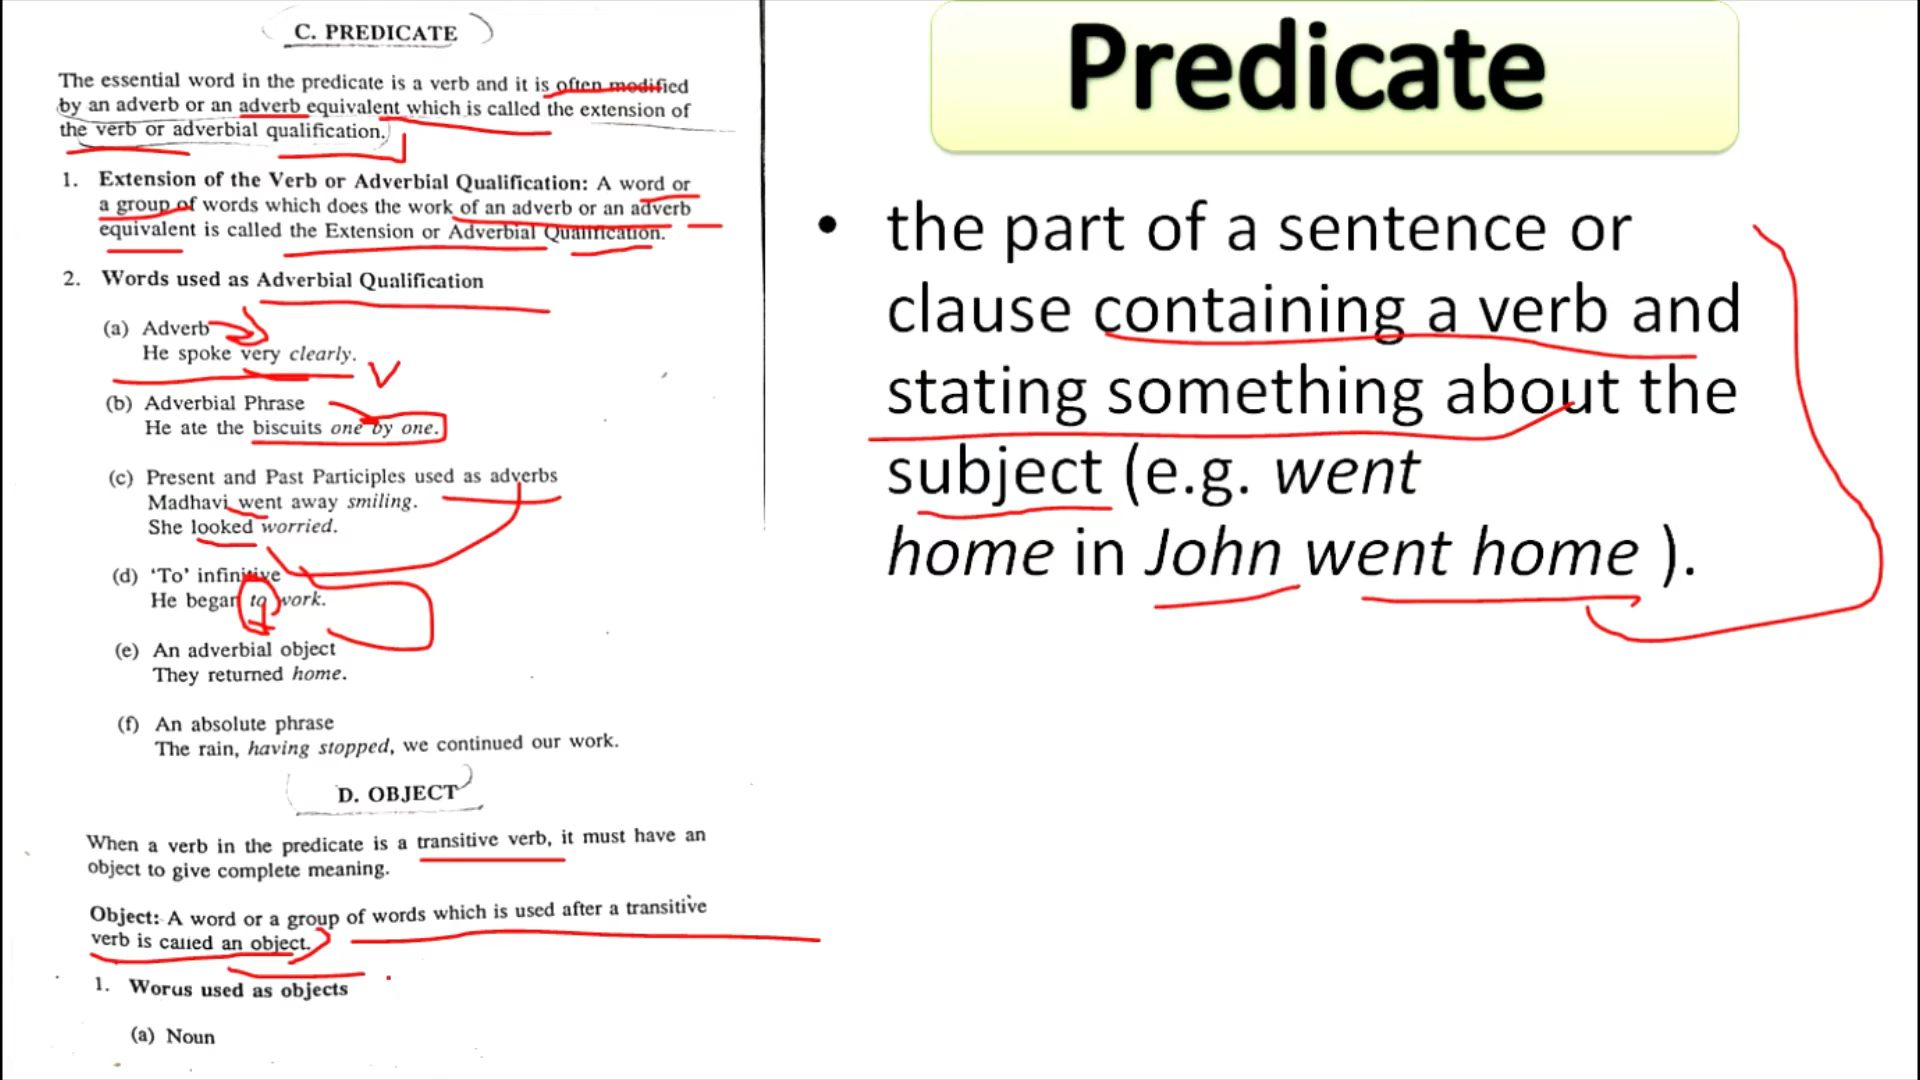 C. PREDICATE
The essential word in the predicate is a verb and it is often modified
by an adverb or an adverb equivalent which is called the extension of
the verb or adverbial qualification.
1. Extension of the Verb or Adverbial Qualification: A word or
a group of words which does the work of an adverb or an adverb
equivalent is called the Extension or Adverbial Qualification.
2. Words used as Adverbial Qualification
(a) Adverb
He spoke very clearly.
(b) Adverbial Phrase
He ate the biscuits one by one.
(c) Present and Past Participles used as adverbs
Madhavi went away smiling.
She looked worried.
(d) ‘To’ infinitive
He began to work.
(e) An adverbial object
They returned home.
(f) An absolute phrase
The rain, having stopped, we continued our work.
D. OBJECT
When a verb in the predicate is a transitive verb, it must have an
object to give complete meaning.
Object: A word or a group of words which is used after a transitive
verb is called an object.
1. Words used as objects
(a) Noun
Predicate
• the part of a sentence or
clause containing a verb and
stating something about the
subject (e.g. went
home in John went home ).